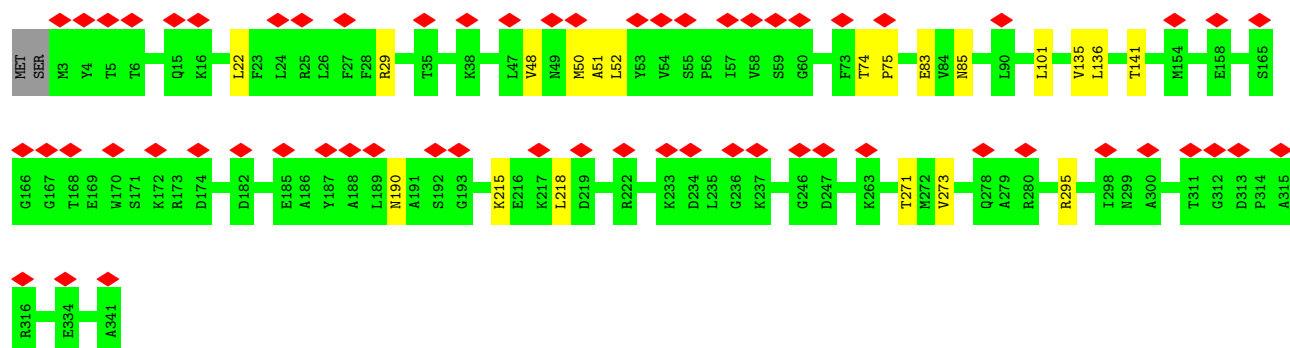 MET SER M3 Y4 T5 T6 Q15 K16 L22 F23 L24 R25 L26 F27 F28 R29 T35 K38 L47 V48 N49 M50 A51 L52 Y53 V54 S55 P56 I57 V58 S59 G60 F73 T74 P75 E83 V84 N85 L90 L101 V135 L136 T141 M154 E158 S165
G166 G167 T168 E169 W170 S171 K172 R173 D174 D182 E185 A186 Y187 A188 L189 N190 A191 S192 G193 K215 E216 K217 L218 D219 R222 K233 D234 L235 G236 K237 G246 D247 K263 T271 M272 V273 Q278 A279 R280 R295 I298 N299 A300 T311 G312 D313 P314 A315
R316 E334 A341